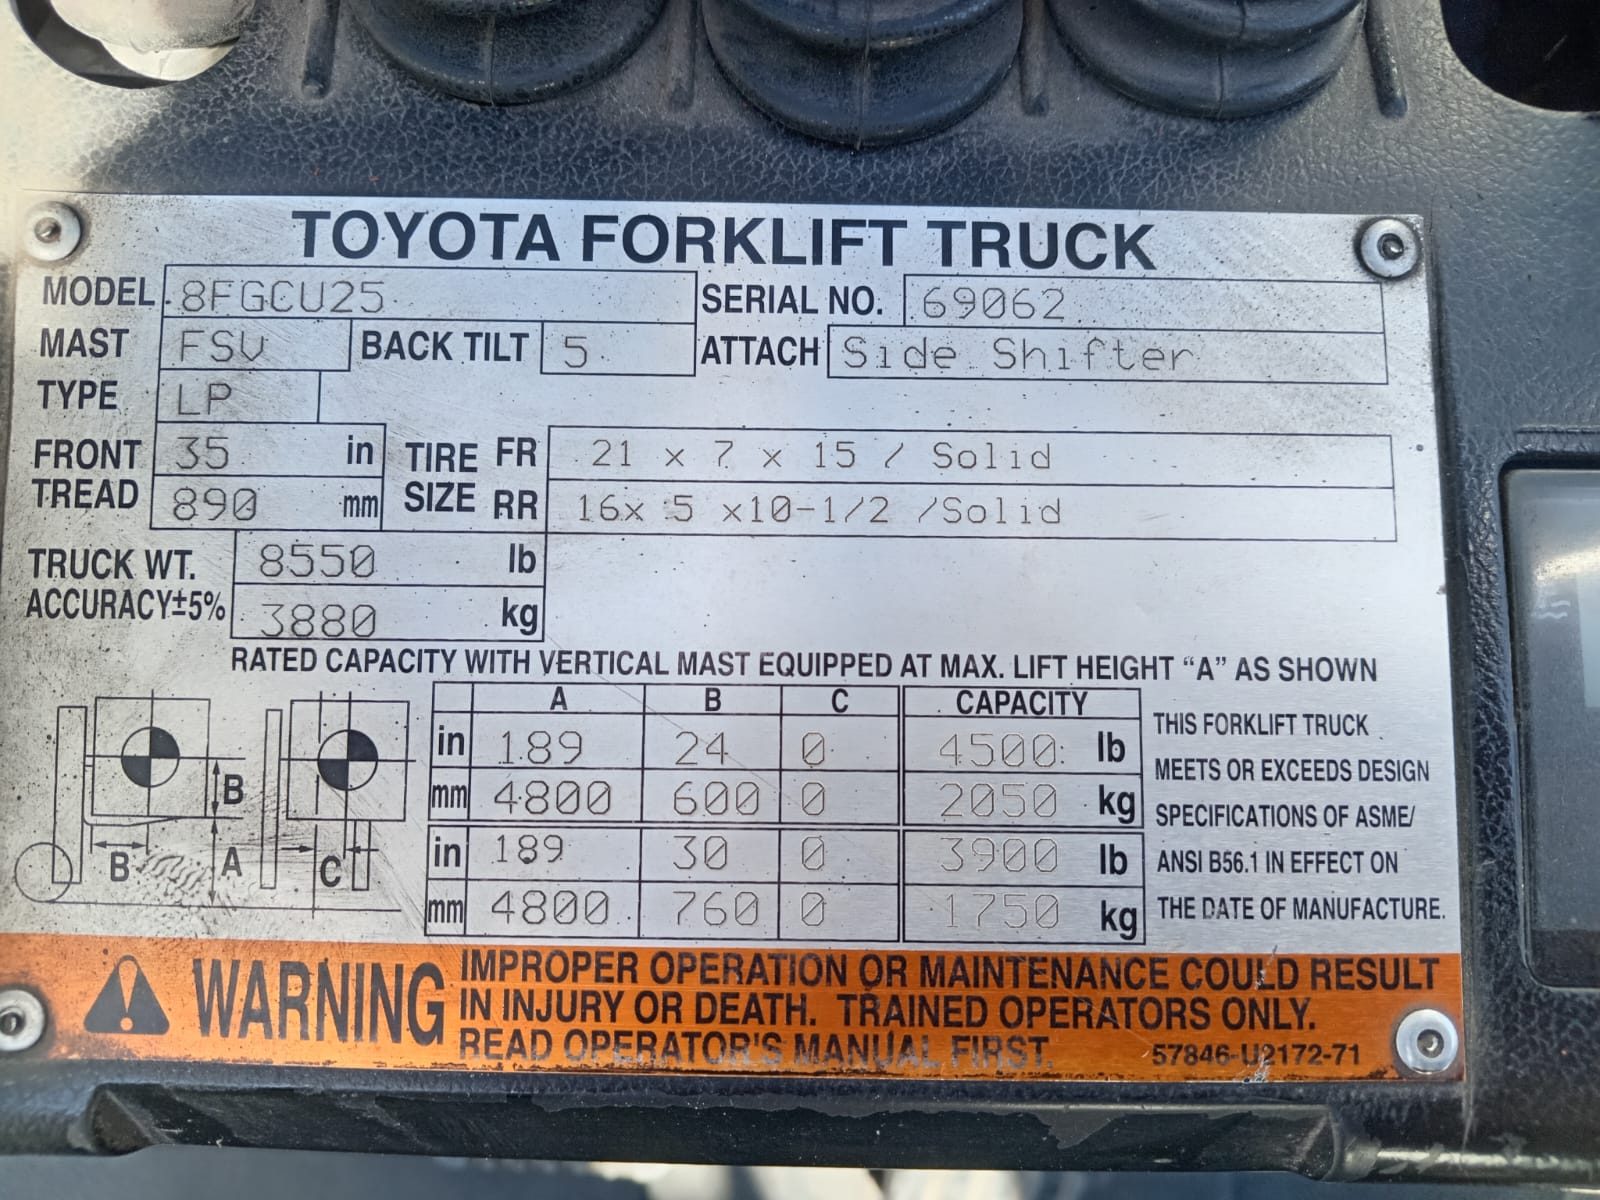 TOYOTA FORKLIFT TRUCK
MODEL 8FGCU25 SERIAL NO. 69062
MAST FSV BACK TILT 5 ATTACH Side Shifter
TYPE LP
FRONT TREAD 35 in TIRE SIZE FR 21 x 7 x 15 / Solid
890 mm RR 16x 5 x10-1/2 /Solid
TRUCK WT. 8550 lb
ACCURACY±5% 3880 kg
RATED CAPACITY WITH VERTICAL MAST EQUIPPED AT MAX. LIFT HEIGHT “A” AS SHOWN
A B C CAPACITY
in 189 24 0 4500 lb
mm 4800 600 0 2050 kg
in 189 30 0 3900 lb
mm 4800 760 0 1750 kg
B
B A C
THIS FORKLIFT TRUCK
MEETS OR EXCEEDS DESIGN
SPECIFICATIONS OF ASME/
ANSI B56.1 IN EFFECT ON
THE DATE OF MANUFACTURE.
WARNING
IMPROPER OPERATION OR MAINTENANCE COULD RESULT
IN INJURY OR DEATH. TRAINED OPERATORS ONLY.
READ OPERATOR'S MANUAL FIRST. 57846-U2172-71